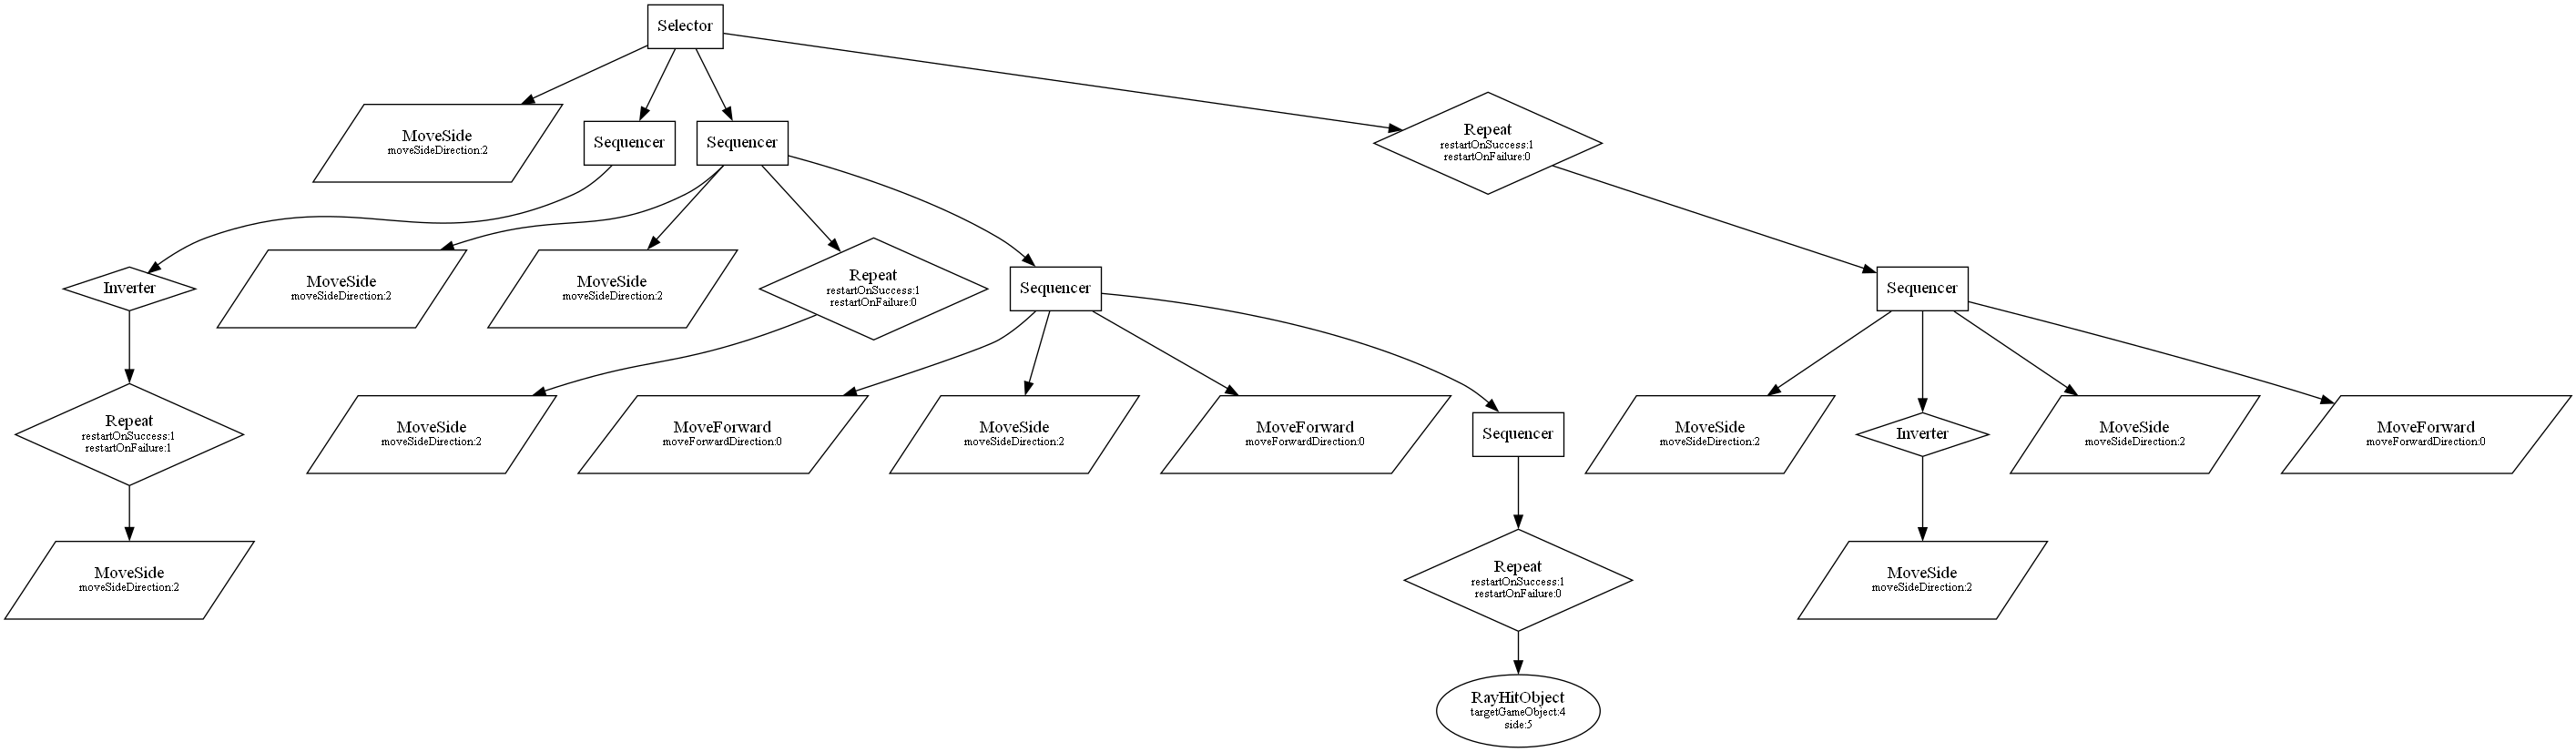 Selector
MoveSide
moveSideDirection:2
Sequencer
Sequencer
Repeat
restartOnSuccess:1
restartOnFailure:0
Inverter
MoveSide
moveSideDirection:2
MoveSide
moveSideDirection:2
Repeat
restartOnSuccess:1
restartOnFailure:0
Sequencer
Sequencer
Repeat
restartOnSuccess:1
restartOnFailure:1
MoveSide
moveSideDirection:2
MoveForward
moveForwardDirection:0
MoveSide
moveSideDirection:2
MoveForward
moveForwardDirection:0
Sequencer
MoveSide
moveSideDirection:2
Inverter
MoveSide
moveSideDirection:2
MoveForward
moveForwardDirection:0
MoveSide
moveSideDirection:2
Repeat
restartOnSuccess:1
restartOnFailure:0
MoveSide
moveSideDirection:2
RayHitObject
targetGameObject:4
side:5